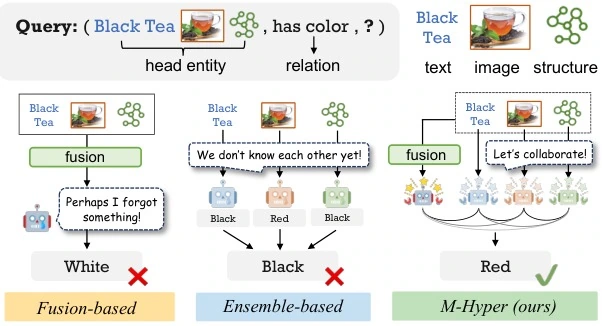 Query: ( Black Tea , has color , ? )
head entity
relation
Black
Tea
text
image
structure
Black
Tea
fusion
Perhaps I forgot
something!
White
Fusion-based
Black
Tea
We don't know each other yet!
Black
Red
Black
Black
Ensemble-based
Black
Tea
fusion
Let's collaborate!
Red
M-Hyper (ours)